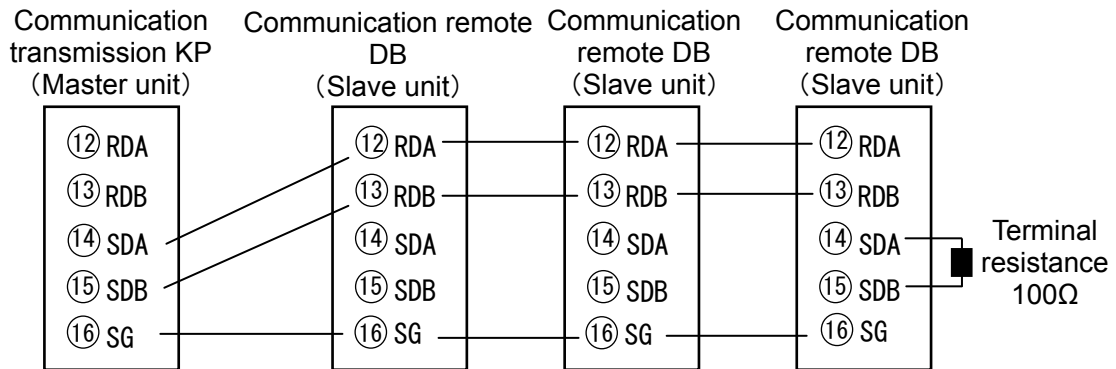 Communication
transmission KP
（Master unit）
Communication remote
DB
（Slave unit）
Communication
remote DB
（Slave unit）
Communication
remote DB
（Slave unit）
⑫ RDA
⑬ RDB
⑭ SDA
⑮ SDB
⑯ SG
⑫ RDA
⑬ RDB
⑭ SDA
⑮ SDB
⑯ SG
⑫ RDA
⑬ RDB
⑭ SDA
⑮ SDB
⑯ SG
⑫ RDA
⑬ RDB
⑭ SDA
⑮ SDB
⑯ SG
Terminal
resistance
100Ω